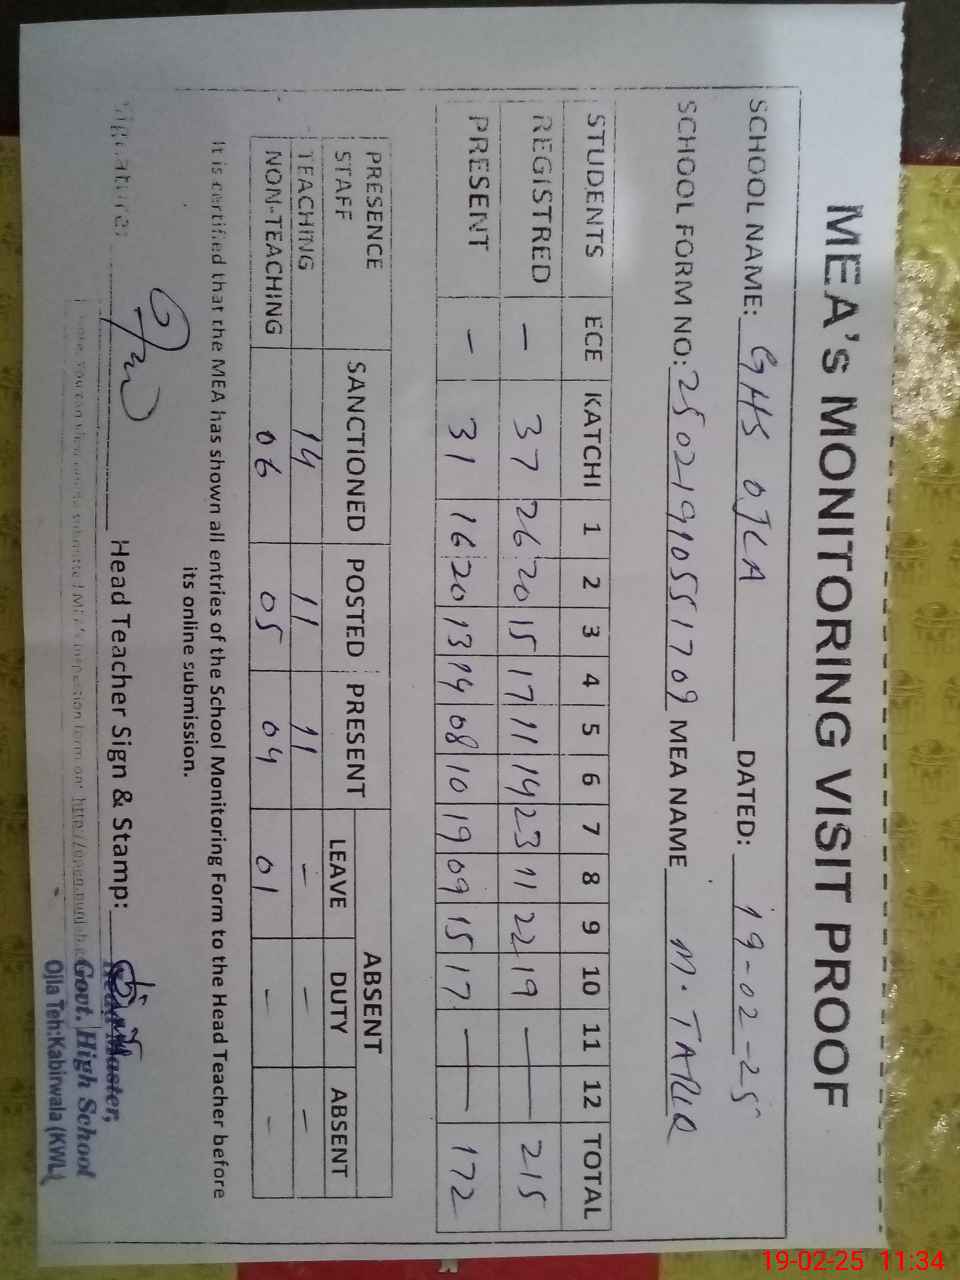 MEA's MONITORING VISIT PROOF
SCHOOL NAME: GHS OJLA DATED: 19-02-25
SCHOOL FORM NO: 25021910551709 MEA NAME M. TARIQ
STUDENTS ECE KATCHI 1 2 3 4 5 6 7 8 9 10 11 12 TOTAL
REGISTRED – 37 26 20 15 17 11 14 23 11 22 19 — 215
PRESENT – 31 16 20 13 14 08 10 19 09 15 17 — 172
PRESENCE SANCTIONED POSTED PRESENT ABSENT
STAFF LEAVE DUTY ABSENT
TEACHING 14 11 11 – – –
NON-TEACHING 06 05 04 01 – –
It is certified that the MEA has shown all entries of the School Monitoring Form to the Head Teacher before
its online submission.
Signature: Head Teacher Sign & Stamp:
Head Master,
Govt. High School
Ojla Teh:Kabirwala (KWL)
19-02-25 11:34